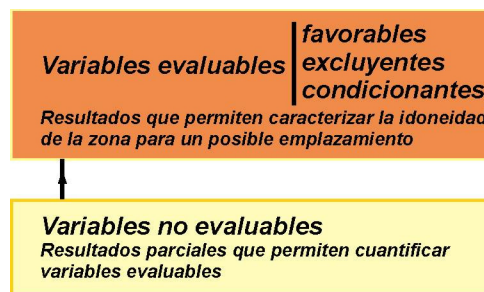 Variables evaluables
favorables
excluyentes
condicionantes
Resultados que permiten caracterizar la idoneidad
de la zona para un posible emplazamiento
Variables no evaluables
Resultados parciales que permiten cuantificar
variables evaluables